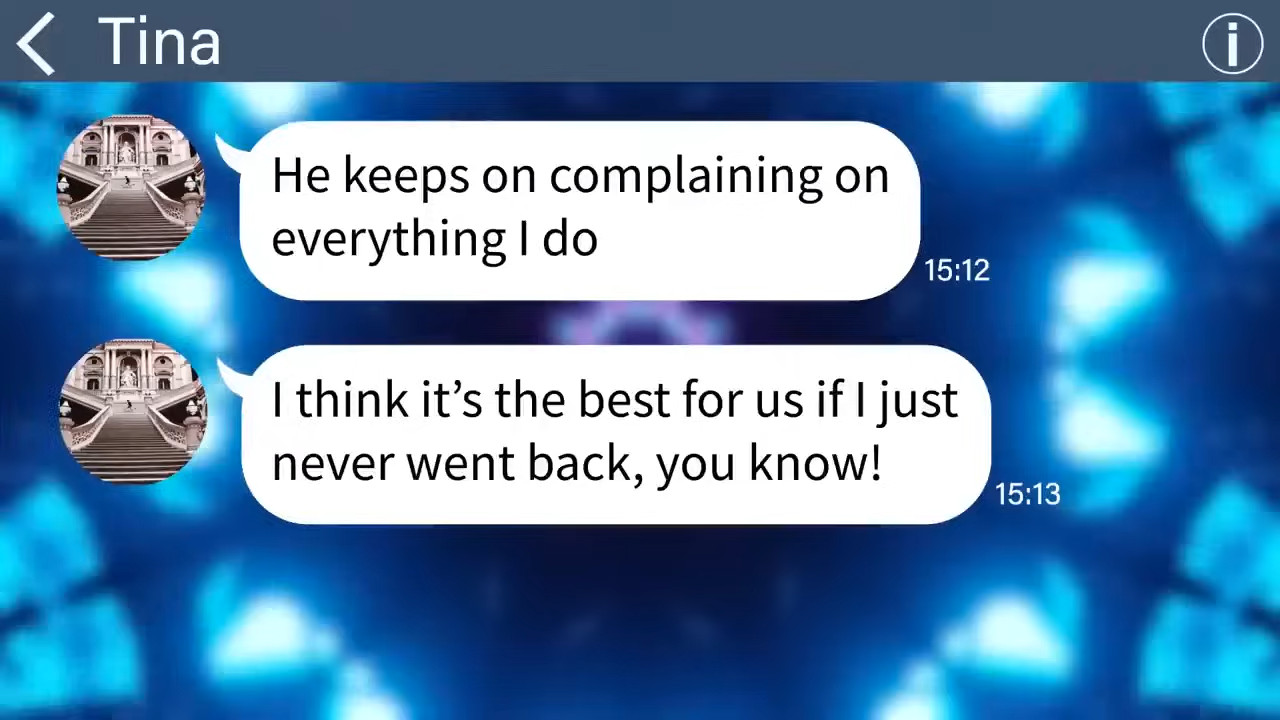 Tina
He keeps on complaining on
everything I do
15:12
I think it’s the best for us if I just
never went back, you know!
15:13